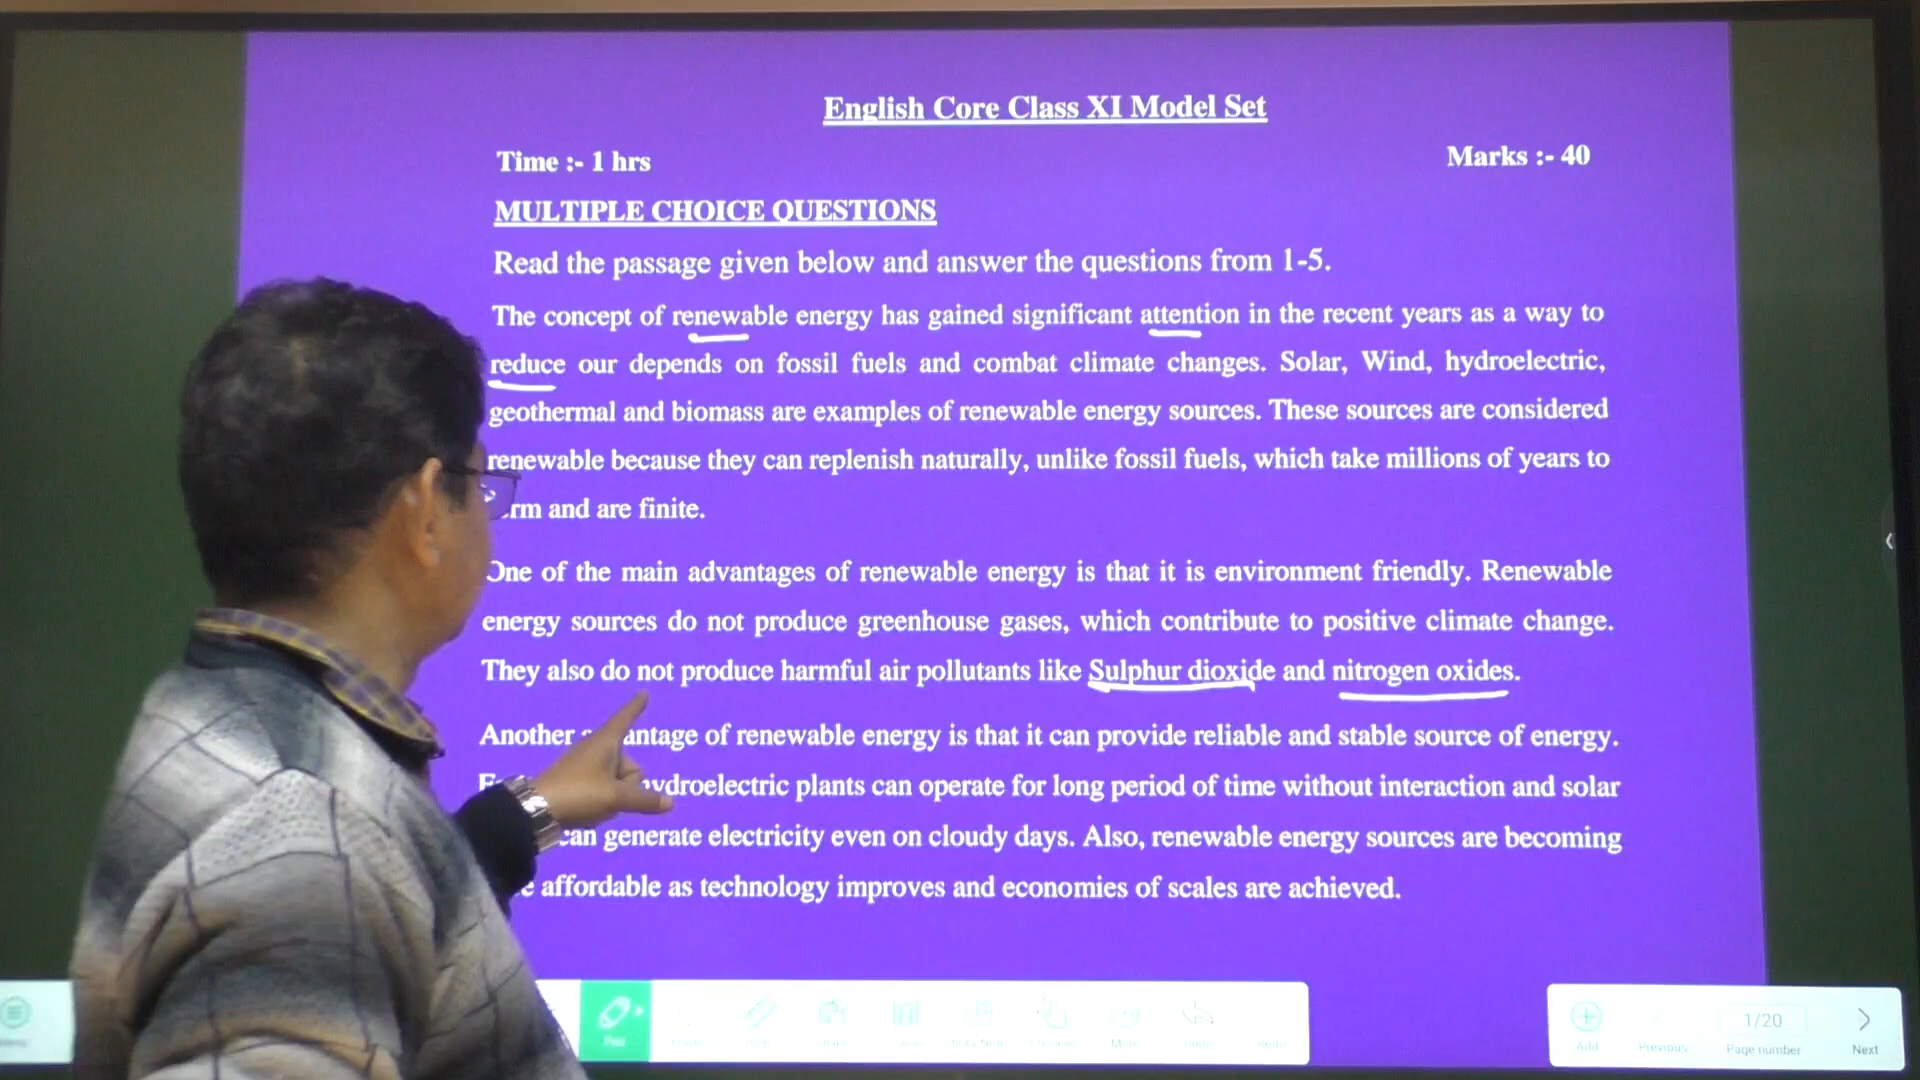 English Core Class XI Model Set
Time :- 1 hrs
Marks :- 40
MULTIPLE CHOICE QUESTIONS
Read the passage given below and answer the questions from 1-5.
The concept of renewable energy has gained significant attention in the recent years as a way to
reduce our depends on fossil fuels and combat climate changes. Solar, Wind, hydroelectric,
geothermal and biomass are examples of renewable energy sources. These sources are considered
renewable because they can replenish naturally, unlike fossil fuels, which take millions of years to
and are finite.
One of the main advantages of renewable energy is that it is environment friendly. Renewable
energy sources do not produce greenhouse gases, which contribute to positive climate change.
They also do not produce harmful air pollutants like Sulphur dioxide and nitrogen oxides.
Another of renewable energy is that it can provide reliable and stable source of energy.
hydroelectric plants can operate for long period of time without interaction and solar
can generate electricity even on cloudy days. Also, renewable energy sources are becoming
affordable as technology improves and economies of scales are achieved.
Pen
More
Add
Previous
1/20
Page number
Next